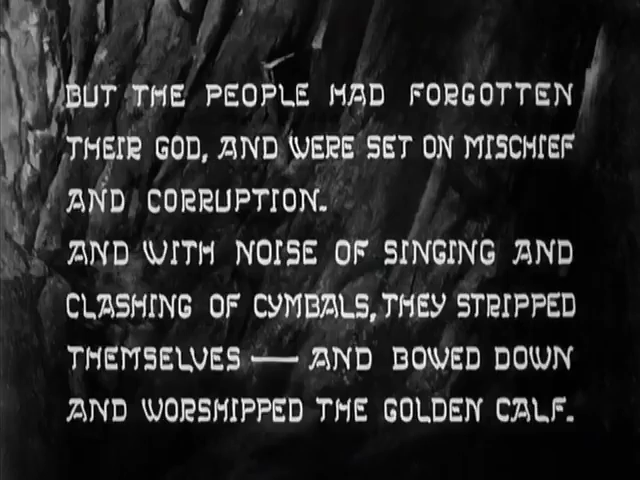 BUT THE PEOPLE HAD FORGOTTEN
THEIR GOD, AND WERE SET ON MISCHIEF
AND CORRUPTION.
AND WITH NOISE OF SINGING AND
CLASHING OF CYMBALS, THEY STRIPPED
THEMSELVES — AND BOWED DOWN
AND WORSHIPPED THE GOLDEN CALF.